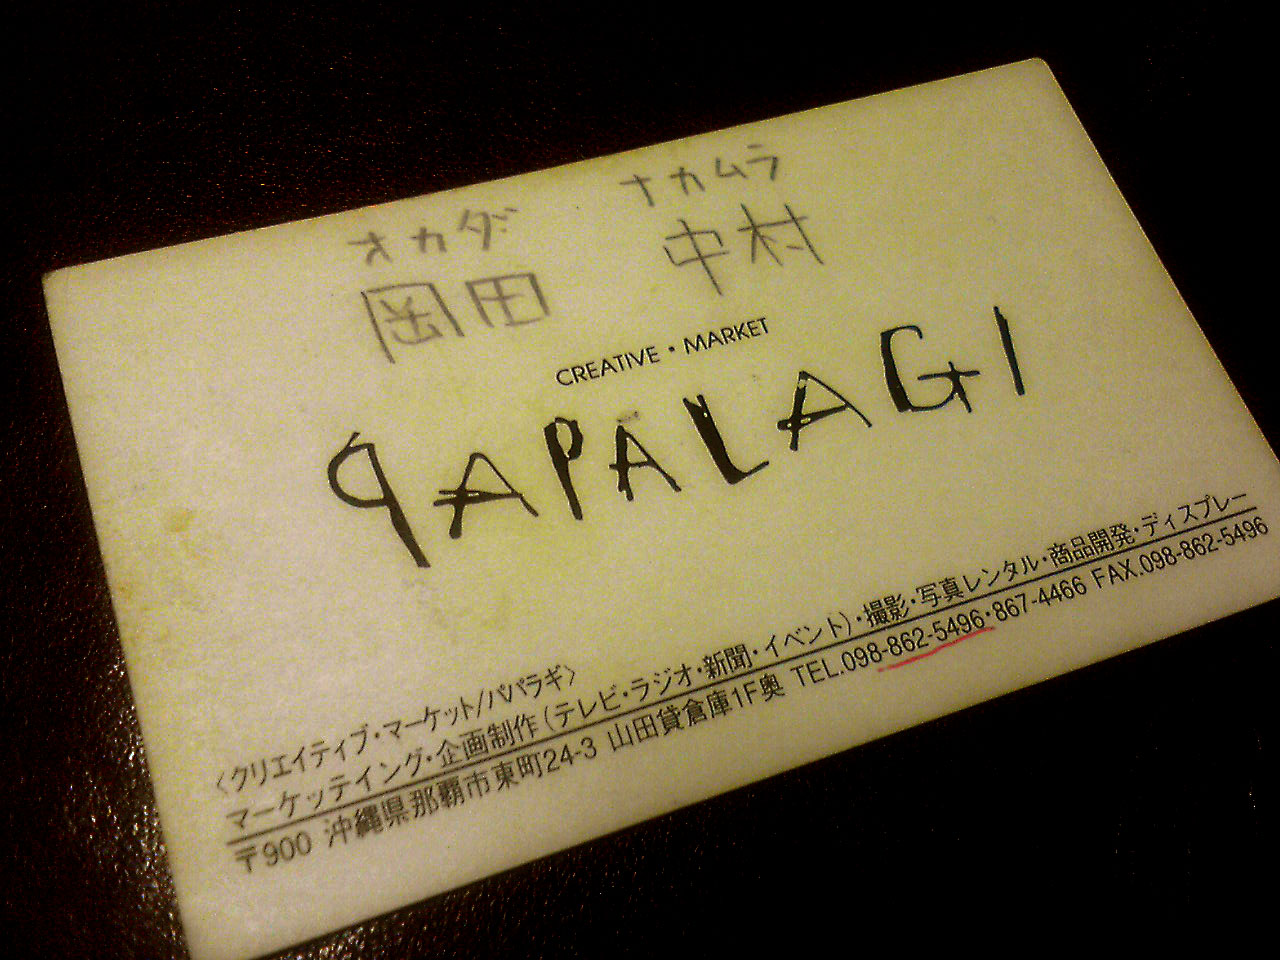 オカダ ナカムラ
岡田 中村
CREATIVE・MARKET
PAPALAGI
〈クリエイティブ・マーケット/パパラギ〉
マーケッティング・企画制作(テレビ・ラジオ・新聞・イベント)・撮影・写真レンタル・商品開発・ディスプレー
〒900 沖縄県那覇市東町24-3 山田貸倉庫1F奥 TEL.098-862-5496・867-4466 FAX.098-862-5496